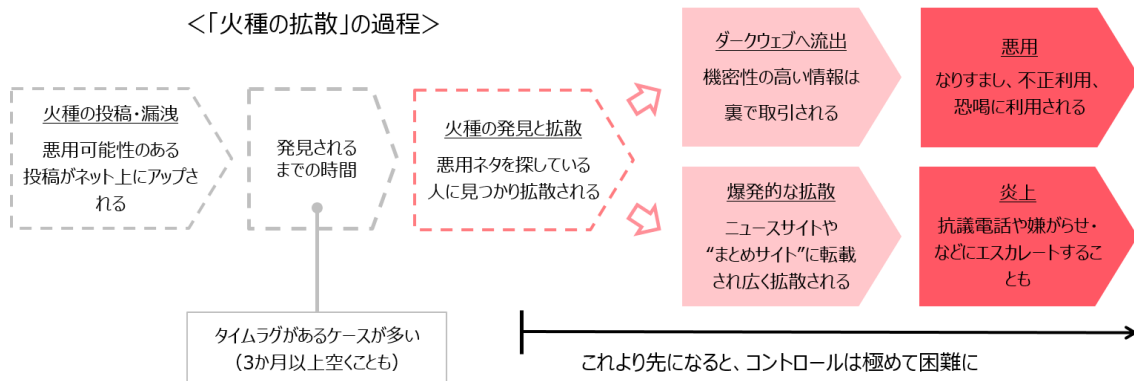 ＜「火種の拡散」の過程＞
火種の投稿・漏洩
悪用可能性のある
投稿がネット上にアップさ
れる
発見される
までの時間
タイムラグがあるケースが多い
（3か月以上空くことも）
火種の発見と拡散
悪用ネタを探している
人に見つかり拡散される
ダークウェブへ流出
機密性の高い情報は
裏で取引される
悪用
なりすまし、不正利用、
恐喝に利用される
爆発的な拡散
ニュースサイトや
“まとめサイト”に転載
され広く拡散される
炎上
抗議電話や嫌がらせ・
などにエスカレートするこ
とも
これより先になると、コントロールは極めて困難に